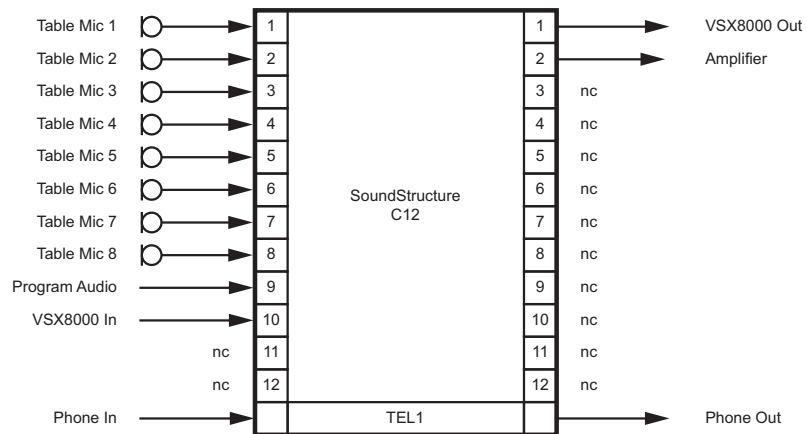 Table Mic 1 1 1 VSX8000 Out
Table Mic 2 2 2 Amplifier
Table Mic 3 3 3 nc
Table Mic 4 4 4 nc
Table Mic 5 5 5 nc
Table Mic 6 6 6 nc
SoundStructure
C12
Table Mic 7 7 7 nc
Table Mic 8 8 8 nc
Program Audio 9 9 nc
VSX8000 In 10 10 nc
nc 11 11 nc
nc 12 12 nc
Phone In TEL1 Phone Out